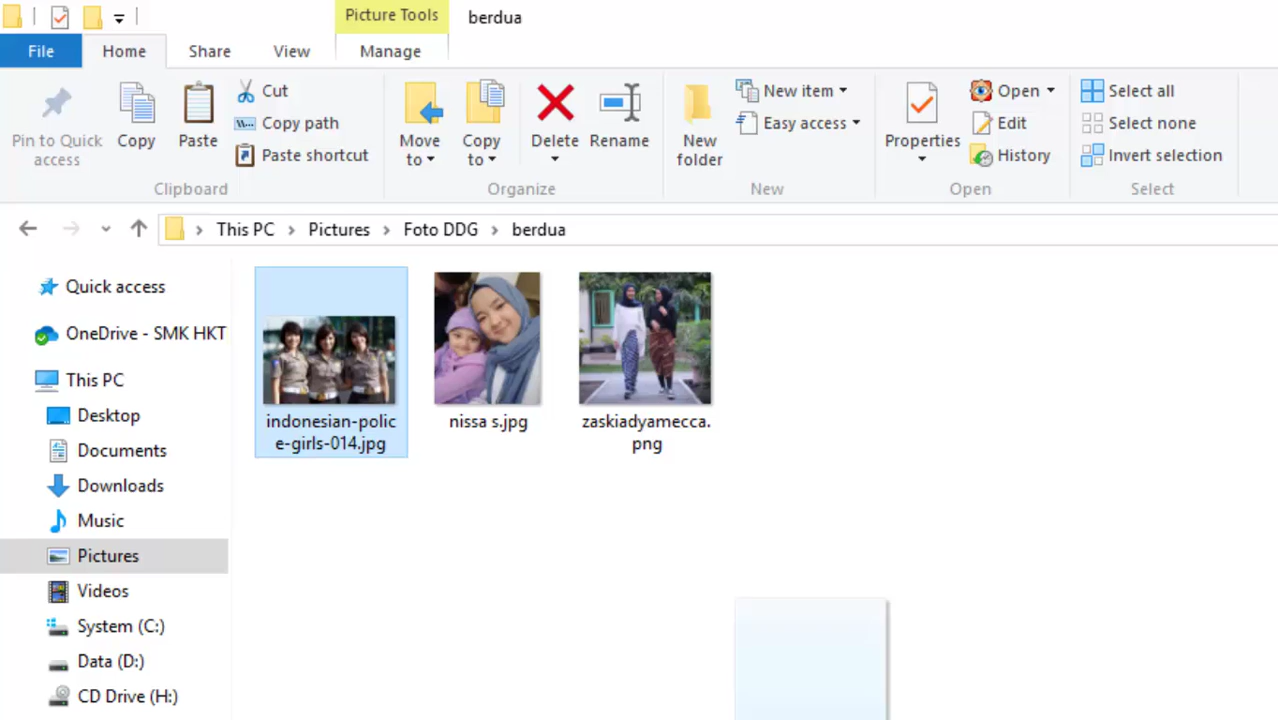 Picture Tools
berdua
File
Home
Share
View
Manage
Pin to Quick
access
Copy
Paste
Cut
Copy path
Paste shortcut
Move
to
Copy
to
Delete
Rename
New
folder
New item
Easy access
Properties
Open
Edit
History
Select all
Select none
Invert selection
Clipboard
Organize
New
Open
Select
This PC
Pictures
Foto DDG
berdua
Quick access
OneDrive - SMK HKT
This PC
Desktop
Documents
Downloads
Music
Pictures
Videos
System (C:)
Data (D:)
CD Drive (H:)
indonesian-polic
e-girls-014.jpg
nissa s.jpg
zaskiadyamecca.
png